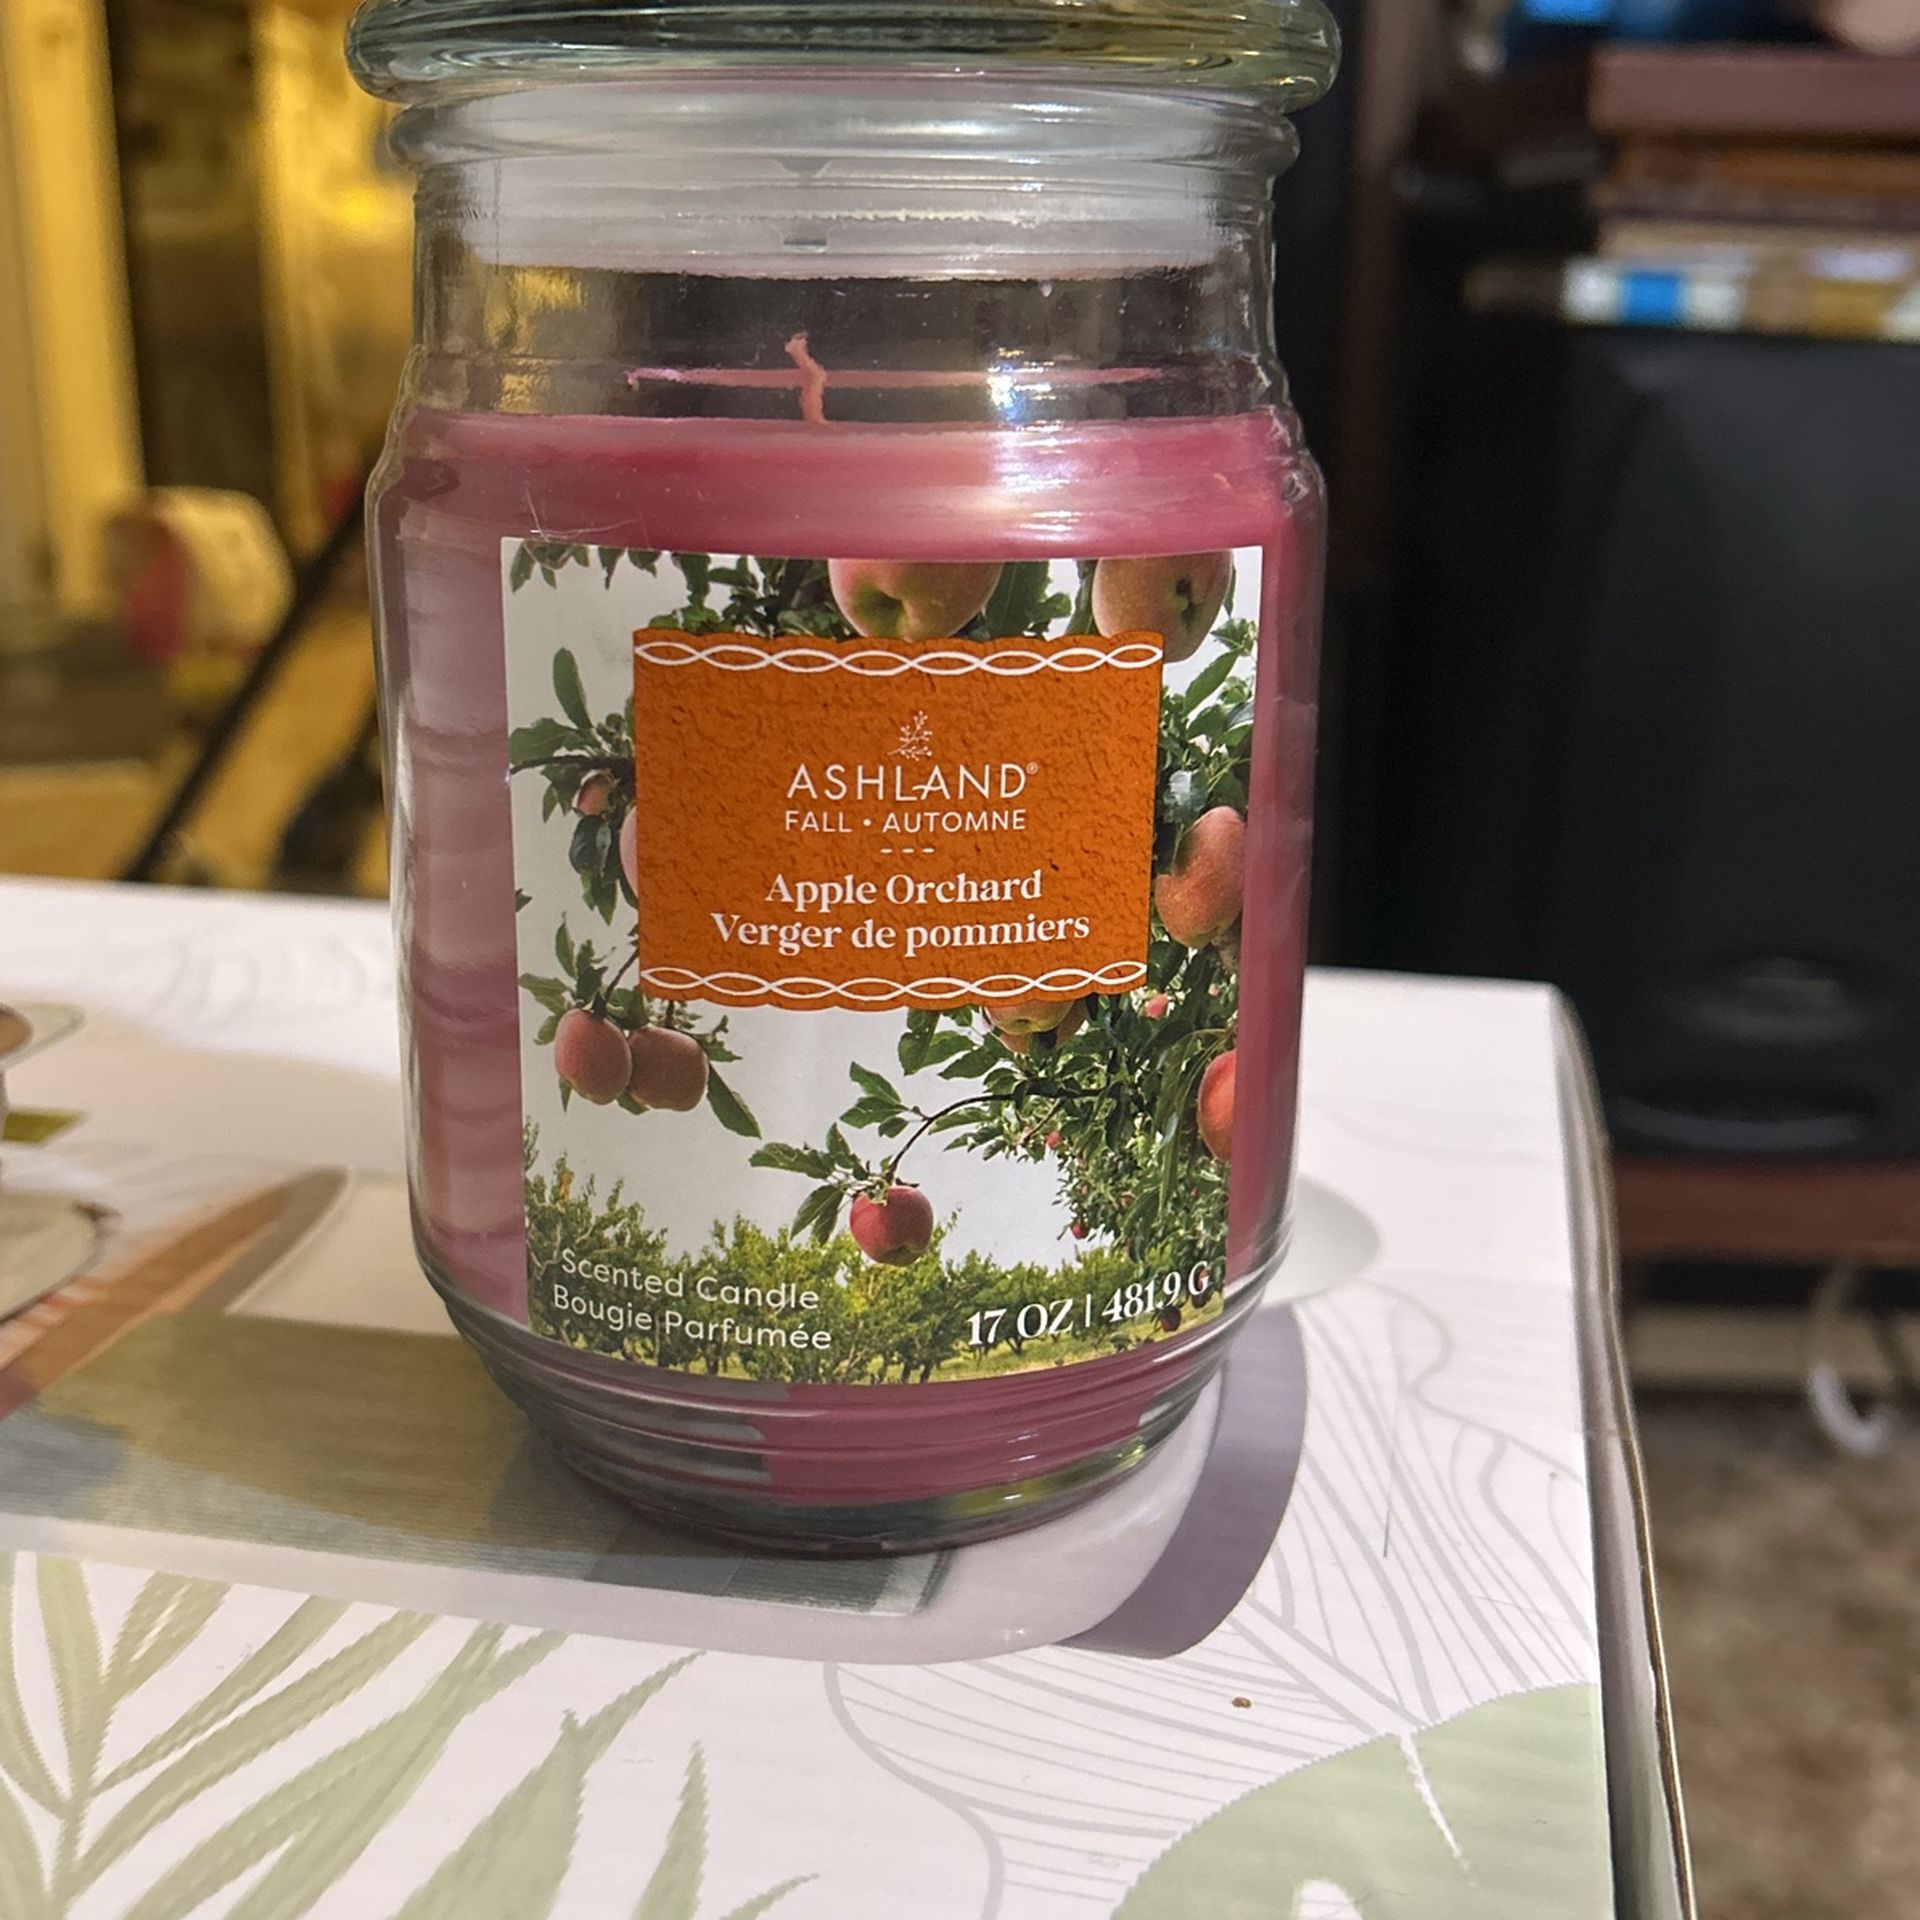 ASHLAND®
FALL • AUTOMNE
Apple Orchard
Verger de pommiers
Scented Candle
Bougie Parfumée
17 OZ | 481.9 G